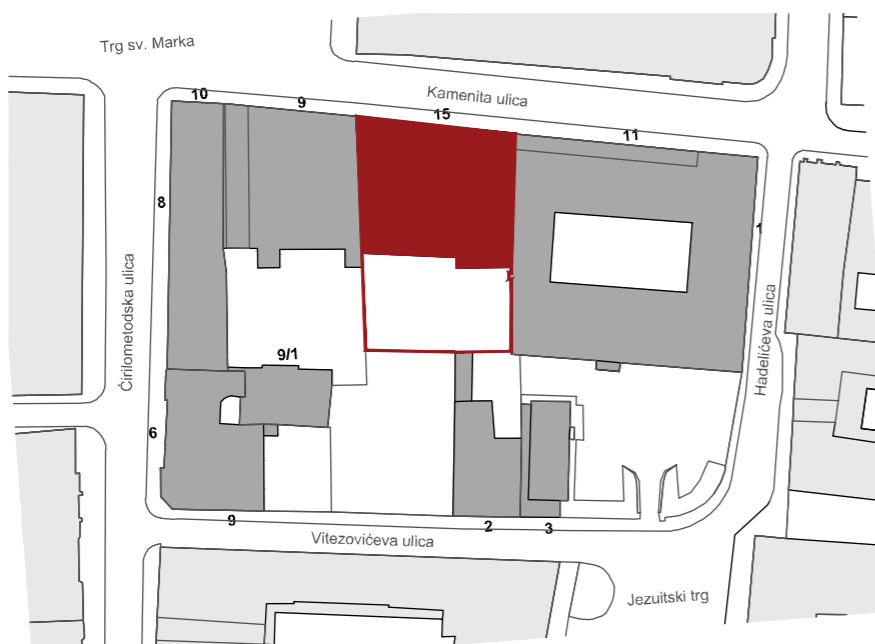 Trg sv. Marka
Kamenita ulica
10
9
15
11
8
1
Ćirilometodska ulica
Hadelićeva ulica
9/1
6
9
2
3
Vitezovićeva ulica
Jezuitski trg